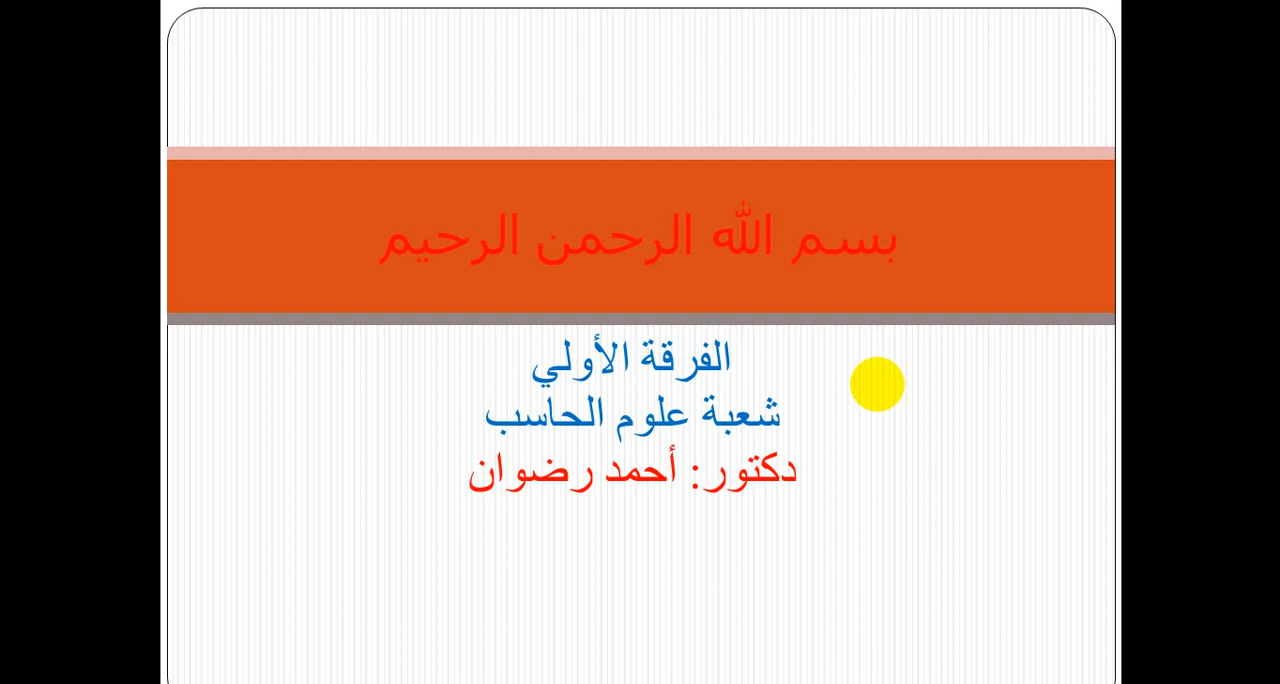 بسم الله الرحمن الرحيم
الفرقة الأولي
شعبة علوم الحاسب
دكتور: أحمد رضوان